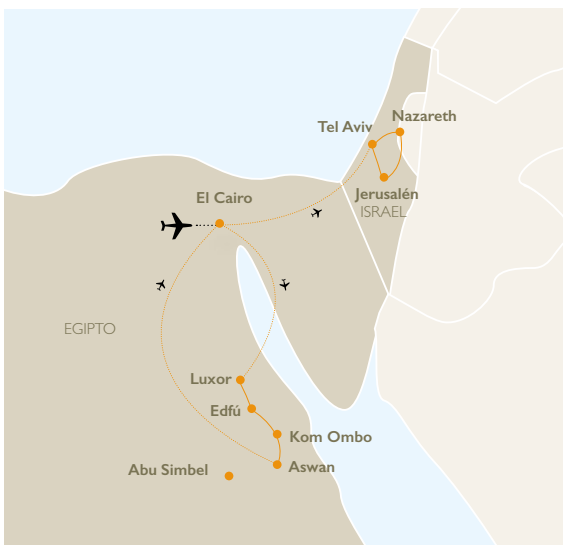 Nazareth
Tel Aviv
El Cairo
Jerusalén
ISRAEL
EGIPTO
Luxor
Edfú
Kom Ombo
Abu Simbel
Aswan